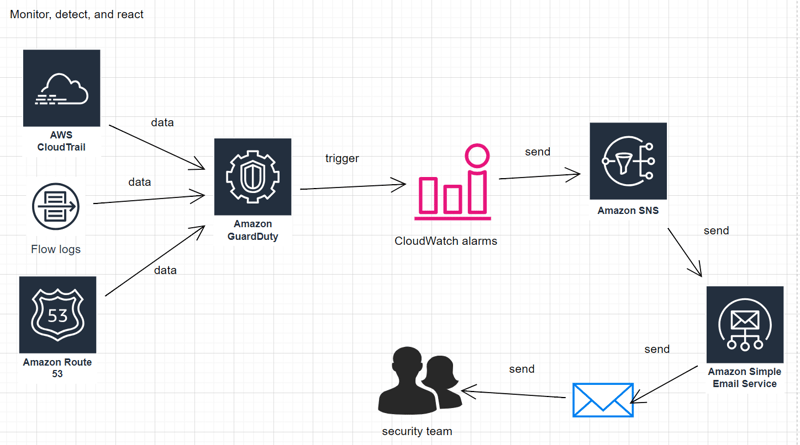 Monitor, detect, and react
AWS
CloudTrail
data
data
Flow logs
data
53
Amazon Route
53
Amazon
GuardDuty
trigger
CloudWatch alarms
send
Amazon SNS
send
Amazon Simple
Email Service
send
send
security team